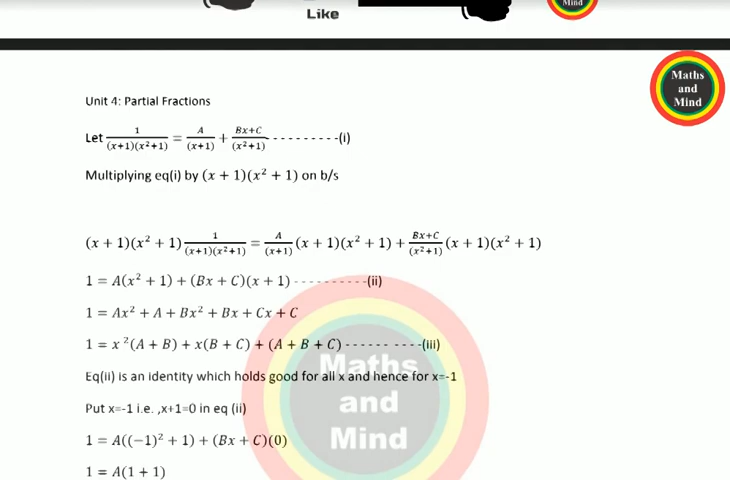 Mind
Like
Maths
and
Mind
Unit 4: Partial Fractions
Let 1/((x+1)(x²+1)) = A/(x+1) + (Bx+C)/(x²+1) ---------(i)
Multiplying eq(i) by (x + 1)(x² + 1) on b/s
(x + 1)(x² + 1) 1/((x+1)(x²+1)) = A/(x+1) (x + 1)(x² + 1) + (Bx+C)/(x²+1) (x + 1)(x² + 1)
1 = A(x² + 1) + (Bx + C)(x + 1) ----------(ii)
1 = Ax² + A + Bx² + Bx + Cx + C
1 = x ²(A + B) + x(B + C) + (A + B + C) ----------(iii)
Eq(ii) is an identity which holds good for all x and hence for x=-1
Put x=-1 i.e. ,x+1=0 in eq (ii)
1 = A((−1)² + 1) + (Bx + C)(0)
1 = A(1 + 1)
Maths
and
Mind